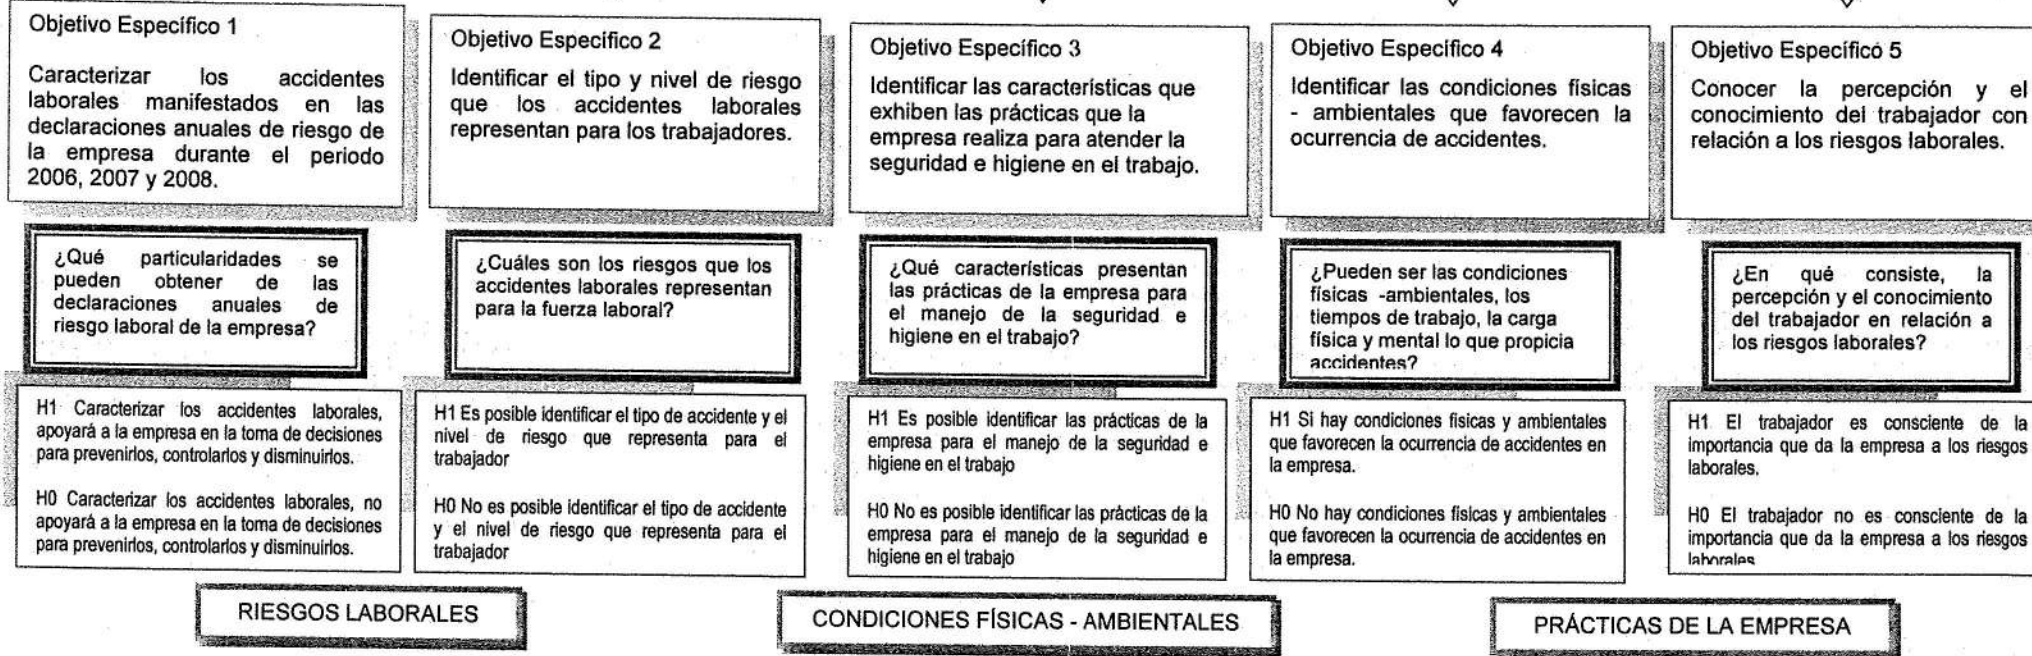 Objetivo Específico 1
Caracterizar los accidentes
laborales manifestados en las
declaraciones anuales de riesgo de
la empresa durante el periodo
2006, 2007 y 2008.
Objetivo Específico 2
Identificar el tipo y nivel de riesgo
que los accidentes laborales
representan para los trabajadores.
Objetivo Específico 3
Identificar las características que
exhiben las prácticas que la
empresa realiza para atender la
seguridad e higiene en el trabajo.
Objetivo Específico 4
Identificar las condiciones físicas
- ambientales que favorecen la
ocurrencia de accidentes.
Objetivo Específicó 5
Conocer la percepción y el
conocimiento del trabajador con
relación a los riesgos laborales.
¿Qué particularidades se
pueden obtener de las
declaraciones anuales de
riesgo laboral de la empresa?
¿Cuáles son los riesgos que los
accidentes laborales representan
para la fuerza laboral?
¿Qué características presentan
las prácticas de la empresa para
el manejo de la seguridad e
higiene en el trabajo?
¿Pueden ser las condiciones
físicas -ambientales, los
tiempos de trabajo, la carga
física y mental lo que propicia
accidentes?
¿En qué consiste, la
percepción y el conocimiento
del trabajador en relación a
los riesgos laborales?
H1 Caracterizar los accidentes laborales,
apoyará a la empresa en la toma de decisiones
para prevenirlos, controlarlos y disminuirlos.
H0 Caracterizar los accidentes laborales, no
apoyará a la empresa en la toma de decisiones
para prevenirlos, controlarlos y disminuirlos.
H1 Es posible identificar el tipo de accidente y el
nivel de riesgo que representa para el
trabajador
H0 No es posible identificar el tipo de accidente
y el nivel de riesgo que representa para el
trabajador
H1 Es posible identificar las prácticas de la
empresa para el manejo de la seguridad e
higiene en el trabajo
H0 No es posible identificar las prácticas de la
empresa para el manejo de la seguridad e
higiene en el trabajo
H1 Si hay condiciones fisicas y ambientales
que favorecen la ocurrencia de accidentes en
la empresa.
H0 No hay condiciones fisicas y ambientales
que favorecen la ocurrencia de accidentes en
la empresa.
H1 El trabajador es consciente de la
importancia que da la empresa a los riesgos
laborales.
H0 El trabajador no es consciente de la
importancia que da la empresa a los riesgos
laborales
RIESGOS LABORALES
CONDICIONES FÍSICAS - AMBIENTALES
PRÁCTICAS DE LA EMPRESA